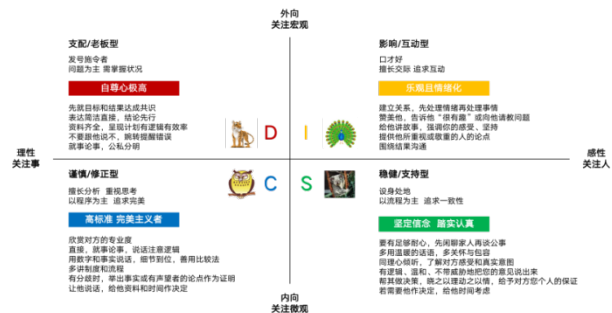 外向
关注宏观
支配/老板型
发号施令者
问题为主 需掌握状况
自尊心极高
先就目标和结果达成共识
表达简洁直接，结论先行
资料齐全，呈现计划有逻辑有效率
不要跟他说不，婉转提醒错误
就事论事，公私分明
影响/互动型
口才好
擅长交际 追求互动
乐观且情绪化
建立关系，先处理情绪再处理事情
赞美他、告诉他“很有趣”或向他请教问题
给他讲故事，强调你的感受、坚持
提供他所重视或敬重的人的论点
围绕结果沟通
D
I
理性
关注事
感性
关注人
C
S
谨慎/修正型
擅长分析 重视思考
以程序为主 追求完美
高标准 完美主义者
欣赏对方的专业度
直接，就事论事，说话注意逻辑
用数字和事实说话，细节到位，善用比较法
多讲制度和流程
有分歧时，举出事实或有声望者的论点作为证明
让他说话，给他资料和时间作决定
稳健/支持型
设身处地
以流程为主 追求一致性
坚定信念 踏实认真
要有足够耐心，先闲聊家人再谈公事
多用温暖的话语，多关怀与包容
同理心倾听，了解对方感受和真实意图
有逻辑、温和、不带威胁地把您的意见说出来
帮其做决策，晓之以理动之以情，给予对方您个人的保证
若需要他作决定，给他时间考虑
内向
关注微观